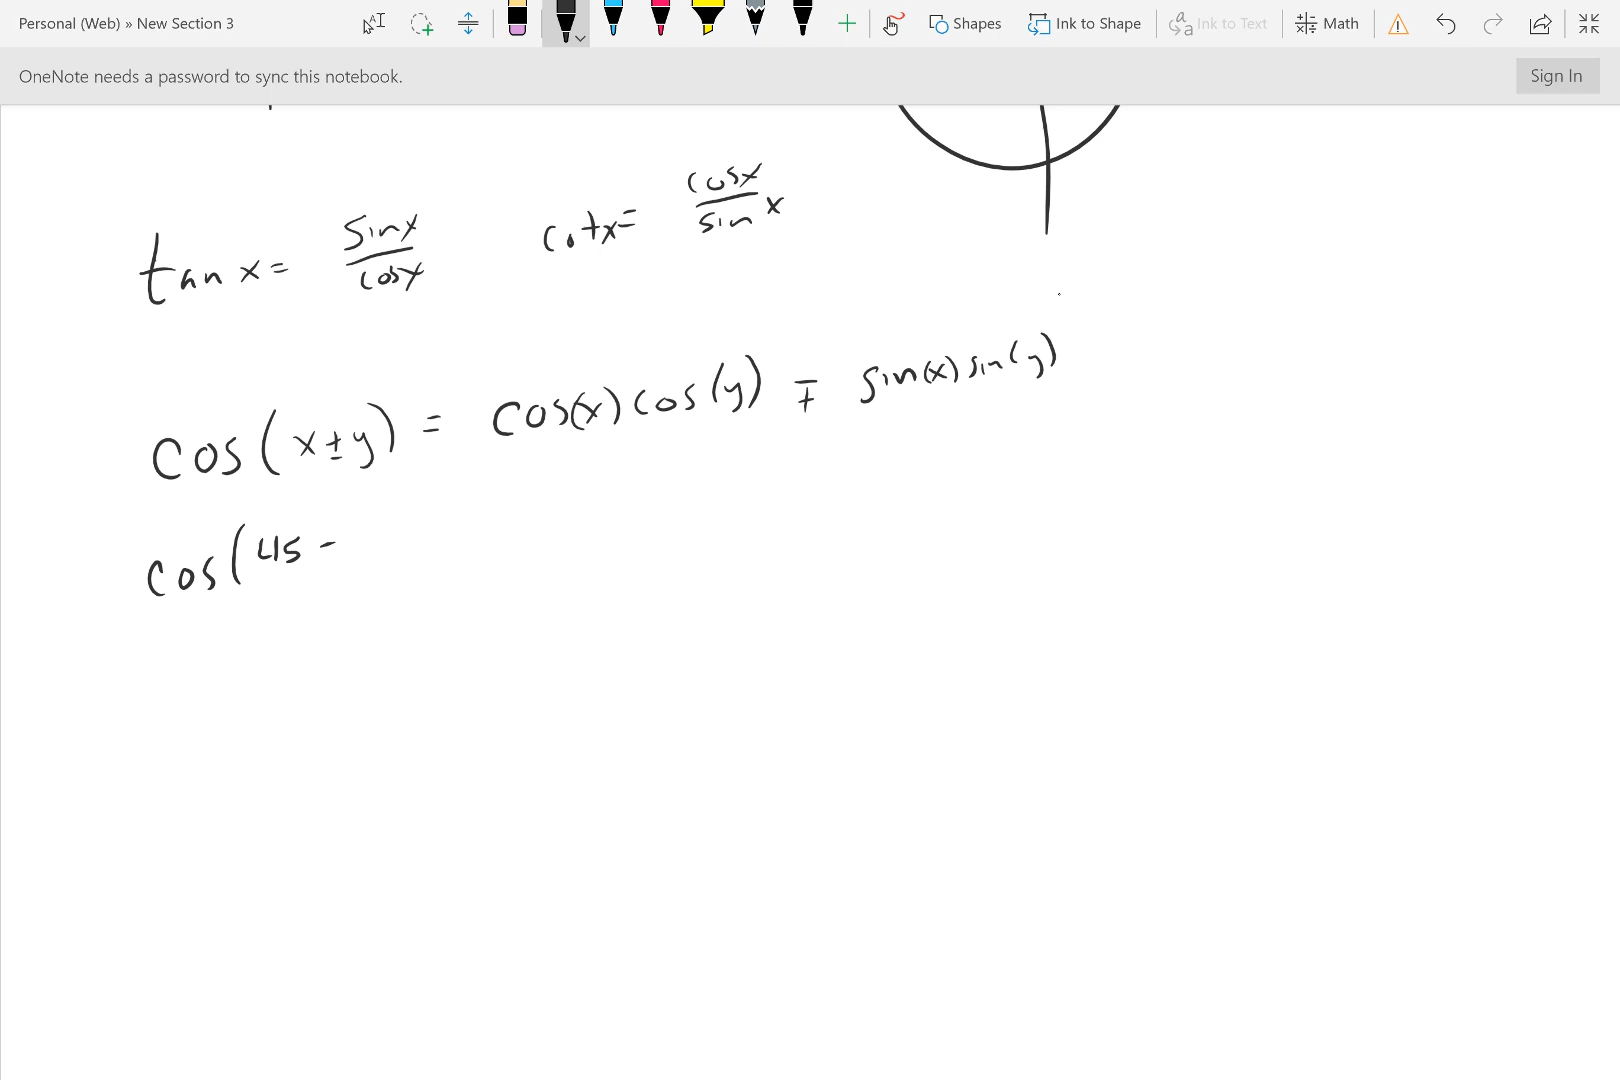 Personal (Web) » New Section 3
Shapes
Ink to Shape
Ink to Text
Math
OneNote needs a password to sync this notebook.
Sign In
tan x = sinx/cosx cotx = cosx/sin x
cos(x±y) = cos(x)cos(y) ∓ sin(x)sin(y)
cos(45 -